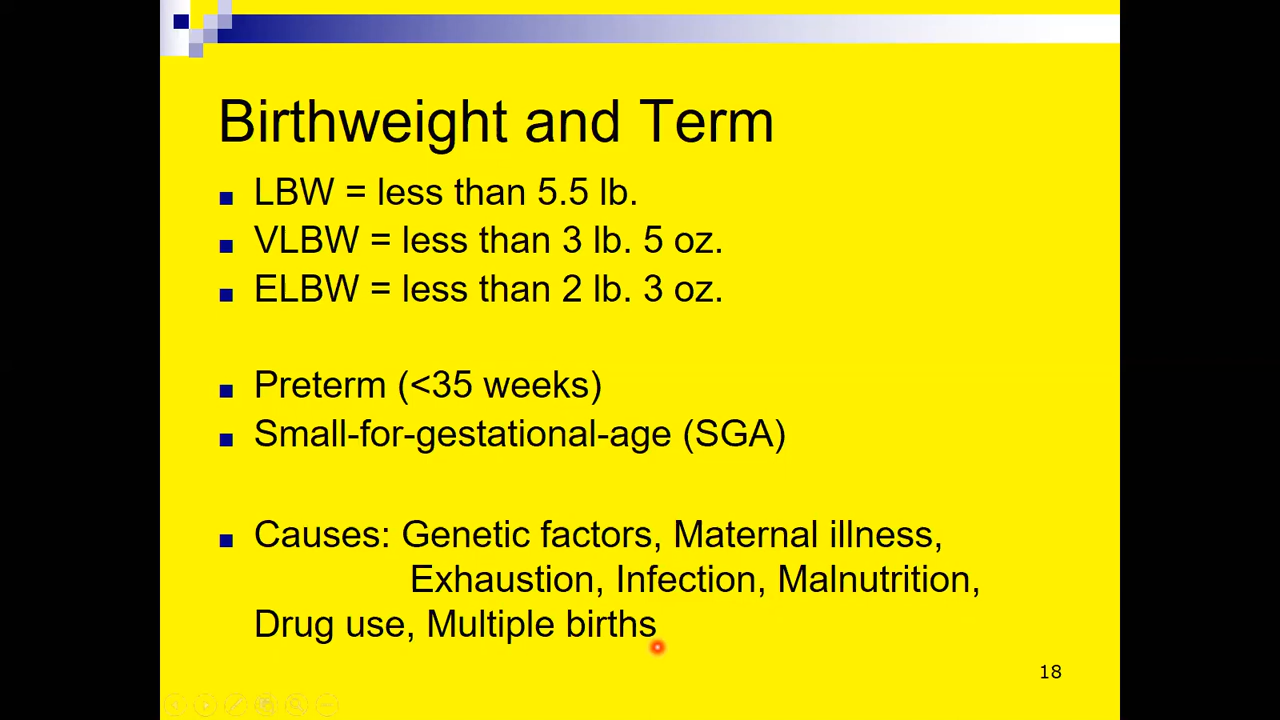 Birthweight and Term
LBW = less than 5.5 lb.
VLBW = less than 3 lb. 5 oz.
ELBW = less than 2 lb. 3 oz.
Preterm (<35 weeks)
Small-for-gestational-age (SGA)
Causes: Genetic factors, Maternal illness,
Exhaustion, Infection, Malnutrition,
Drug use, Multiple births
18